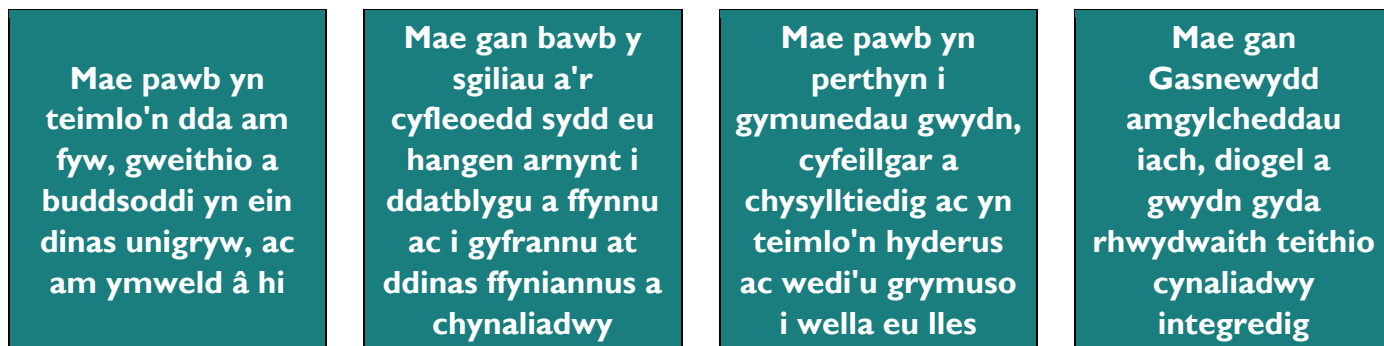 Mae pawb yn
teimlo'n dda am
fyw, gweithio a
buddsoddi yn ein
dinas unigryw, ac
am ymweld â hi
Mae gan bawb y
sgiliau a'r
cyfleoedd sydd eu
hangen arnynt i
ddatblygu a ffynnu
ac i gyfrannu at
ddinas ffyniannus a
chynaliadwy
Mae pawb yn
perthyn i
gymunedau gwydn,
cyfeillgar a
chysylltiedig ac yn
teimlo'n hyderus
ac wedi'u grymuso
i wella eu lles
Mae gan
Gasnewydd
amgylcheddau
iach, diogel a
gwydn gyda
rhwydwaith teithio
cynaliadwy
integredig